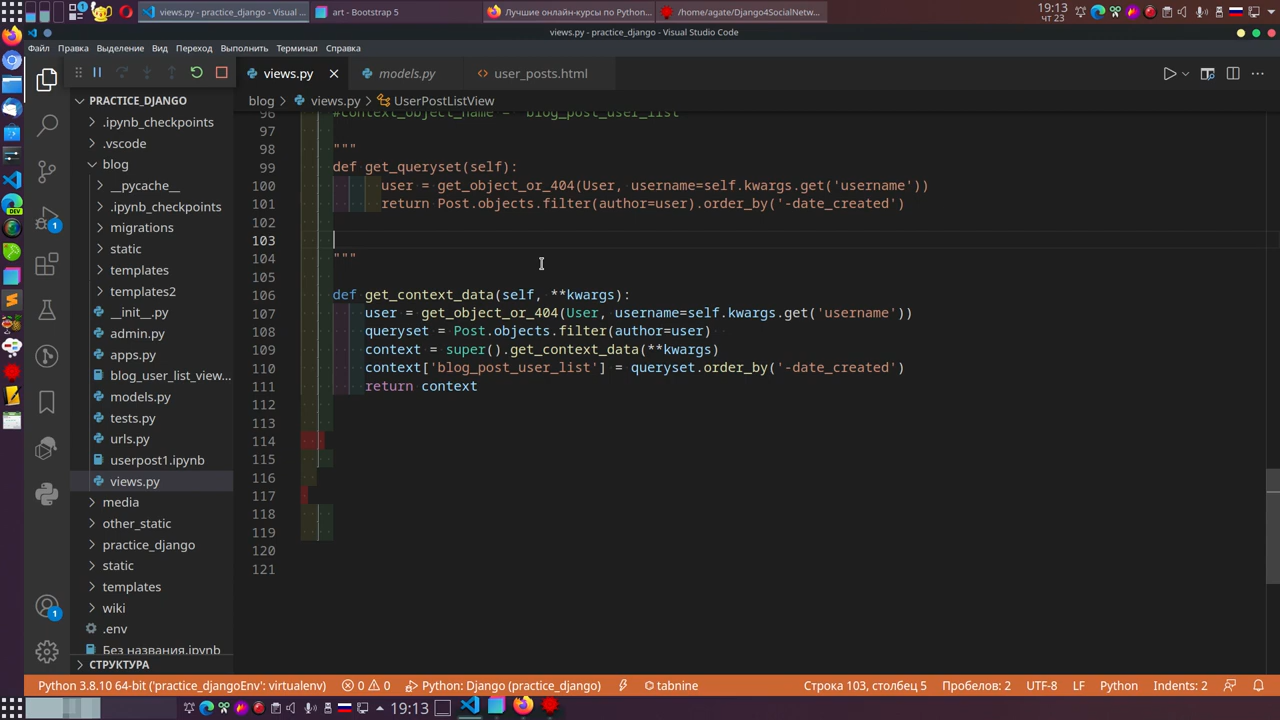 views.py - practice_django - Visual ...
art - Bootstrap 5
Лучшие онлайн-курсы по Python...
/home/agate/Django4SocialNetw...
19:13
чт 23
views.py - practice_django - Visual Studio Code
Файл Правка Выделение Вид Переход Выполнить Терминал Справка
views.py
models.py
user_posts.html
PRACTICE_DJANGO
blog > views.py > UserPostListView
.ipynb_checkpoints
.vscode
blog
__pycache__
.ipynb_checkpoints
migrations
static
templates
templates2
__init__.py
admin.py
apps.py
blog_user_list_view...
models.py
tests.py
urls.py
userpost1.ipynb
views.py
media
other_static
practice_django
static
templates
wiki
.env
Без названия.ipynb
СТРУКТУРА
1
1
96 #context_object_name = 'blog_post_user_list'
97
98 """
99 def get_queryset(self):
100 user = get_object_or_404(User, username=self.kwargs.get('username'))
101 return Post.objects.filter(author=user).order_by('-date_created')
102
103
104 """
105
106 def get_context_data(self, **kwargs):
107 user = get_object_or_404(User, username=self.kwargs.get('username'))
108 queryset = Post.objects.filter(author=user)
109 context = super().get_context_data(**kwargs)
110 context['blog_post_user_list'] = queryset.order_by('-date_created')
111 return context
112
113
114
115
116
117
118
119
120
121
Python 3.8.10 64-bit ('practice_djangoEnv': virtualenv) 0 0 Python: Django (practice_django) tabnine Строка 103, столбец 5 Пробелов: 2 UTF-8 LF Python Indents: 2
19:13